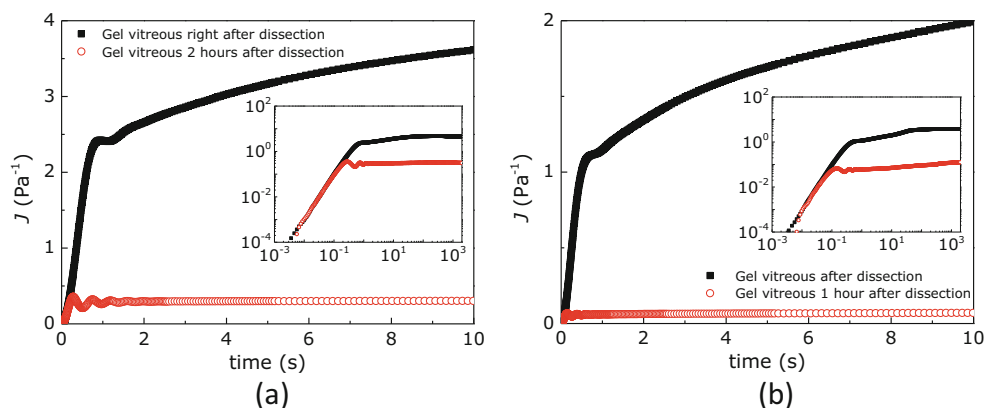 (a)
4
3
2
1
0
J (Pa⁻¹)
Gel vitreous right after dissection
Gel vitreous 2 hours after dissection
10²
10⁰
10⁻²
10⁻⁴
10⁻³ 10⁻¹ 10¹ 10³
0 2 4 6 8 10
time (s)
(a)
(b)
2
1
0
J (Pa⁻¹)
10²
10⁰
10⁻²
10⁻⁴
10⁻³ 10⁻¹ 10¹ 10³
Gel vitreous after dissection
Gel vitreous 1 hour after dissection
0 2 4 6 8 10
time (s)
(b)